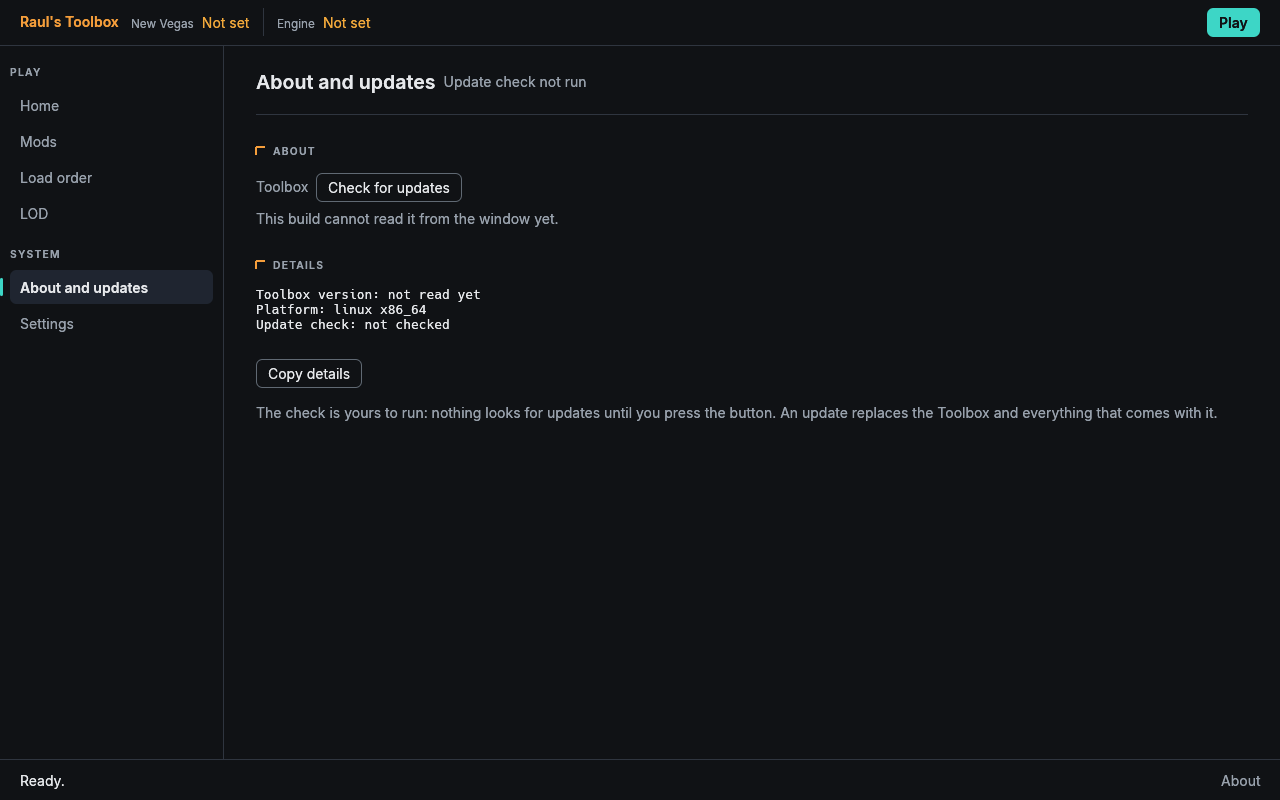 Raul's Toolbox New Vegas Not set Engine Not set Play
PLAY
Home
Mods
Load order
LOD
SYSTEM
About and updates
Settings
About and updates Update check not run
ABOUT
Toolbox Check for updates
This build cannot read it from the window yet.
DETAILS
Toolbox version: not read yet
Platform: linux x86_64
Update check: not checked
Copy details
The check is yours to run: nothing looks for updates until you press the button. An update replaces the Toolbox and everything that comes with it.
Ready. About